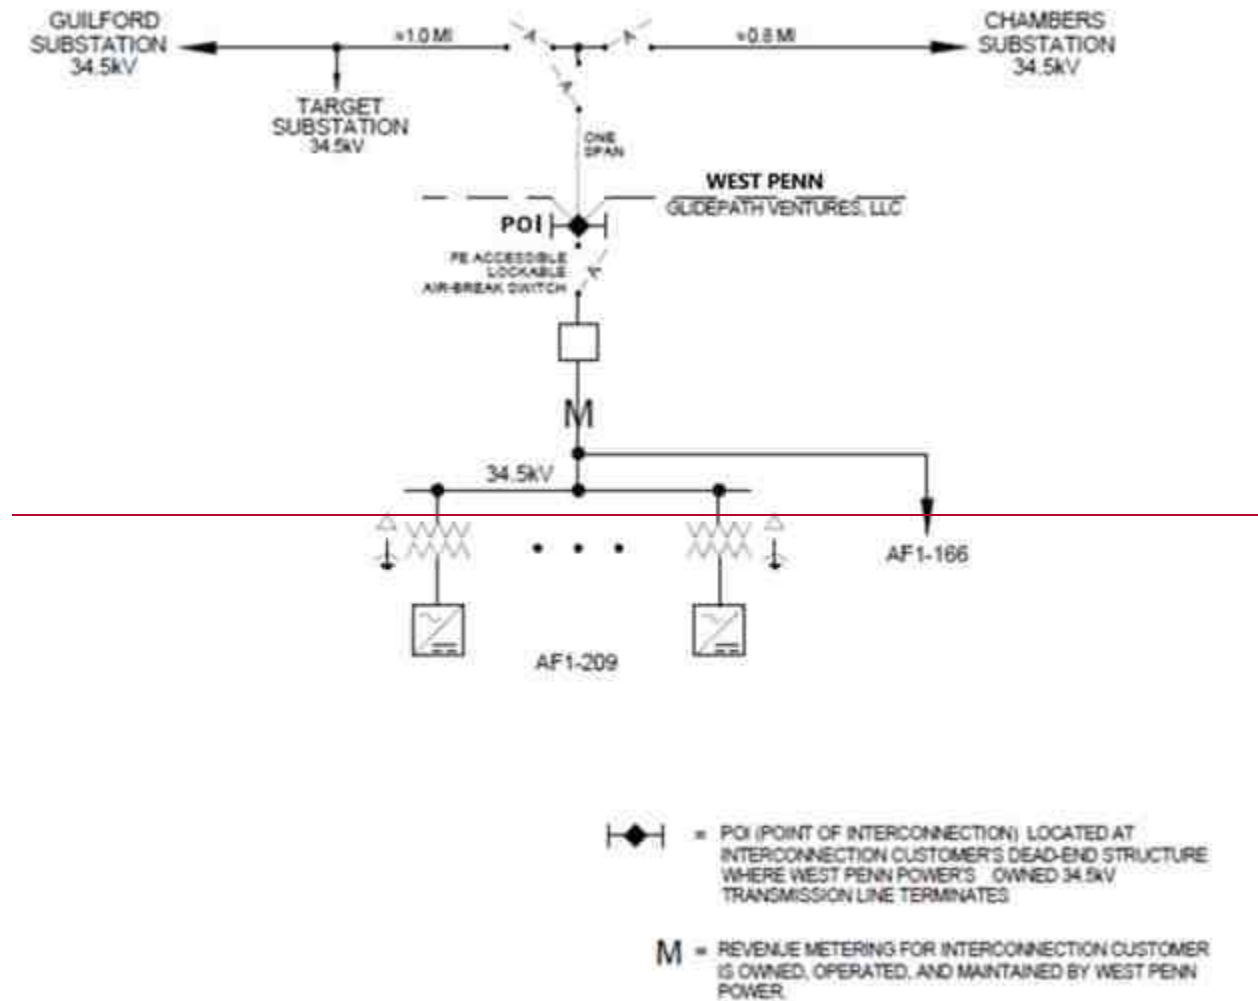 GUILFORD
SUBSTATION
34.5kV
≈1.0 MI
≈0.8 MI
CHAMBERS
SUBSTATION
34.5kV
TARGET
SUBSTATION
34.5kV
ONE
SPAN
WEST PENN
GLIDEPATH VENTURES, LLC
POI
FE ACCESSIBLE
LOCKABLE
AIR-BREAK SWITCH
M
34.5kV
AF1-166
AF1-209
= POI (POINT OF INTERCONNECTION) LOCATED AT
INTERCONNECTION CUSTOMER'S DEAD-END STRUCTURE
WHERE WEST PENN POWER'S OWNED 34.5kV
TRANSMISSION LINE TERMINATES
M = REVENUE METERING FOR INTERCONNECTION CUSTOMER
IS OWNED, OPERATED, AND MAINTAINED BY WEST PENN
POWER.